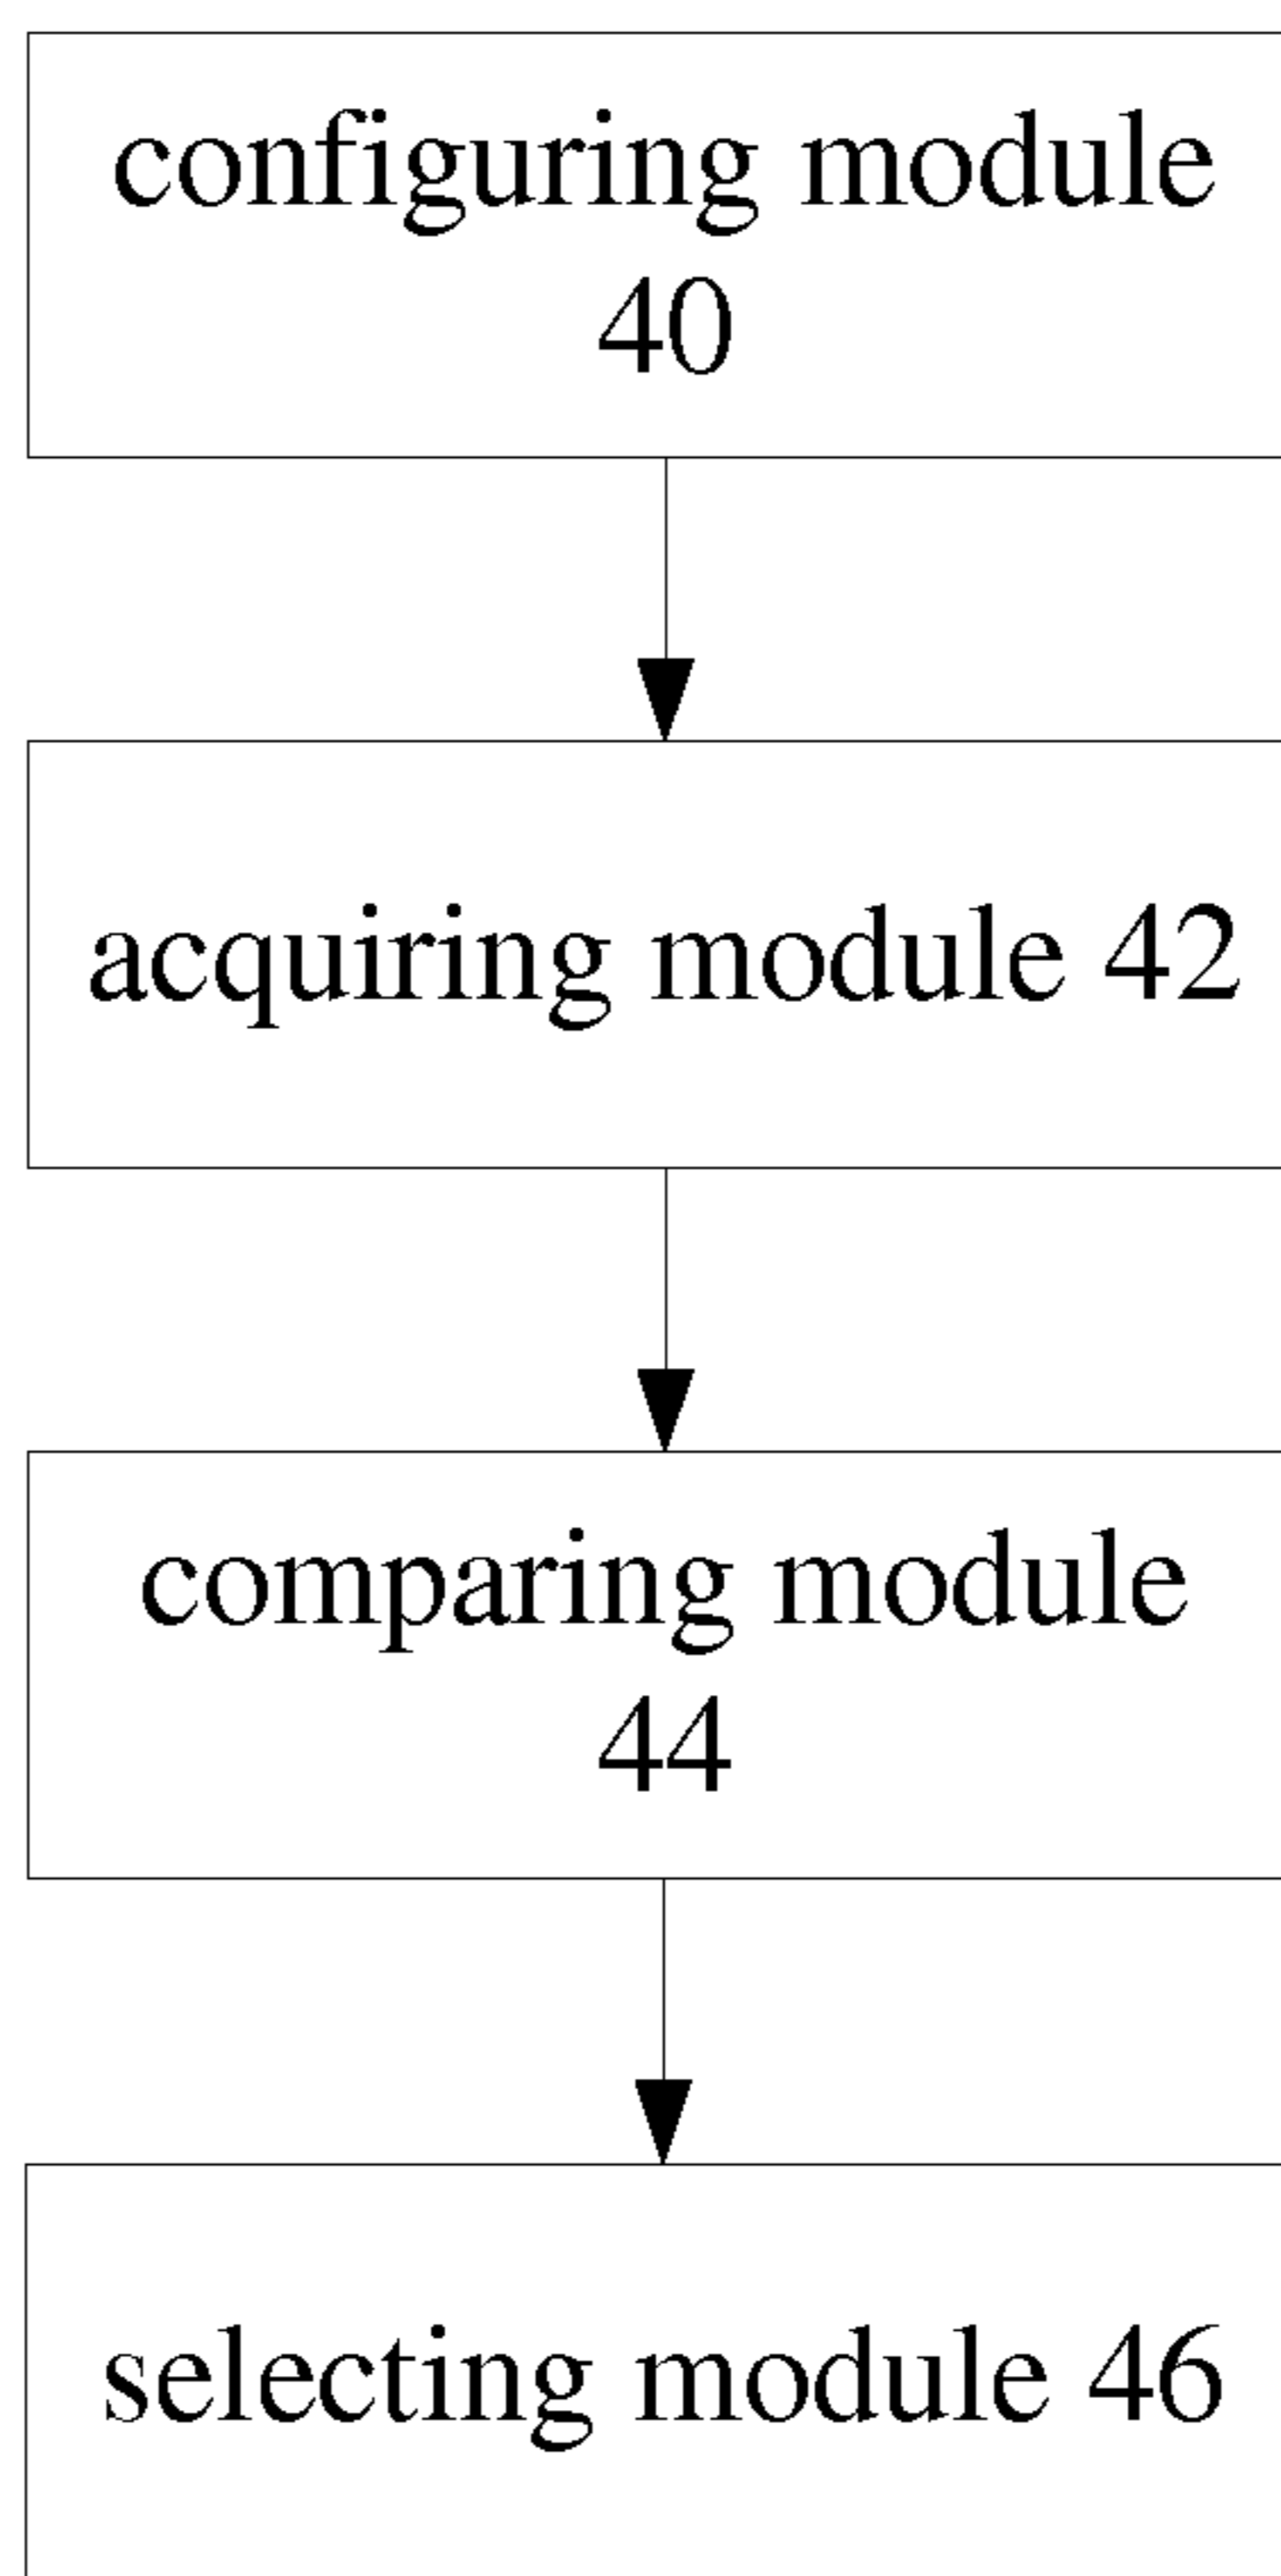 configuring module
40
acquiring module 42
comparing module
44
selecting module 46